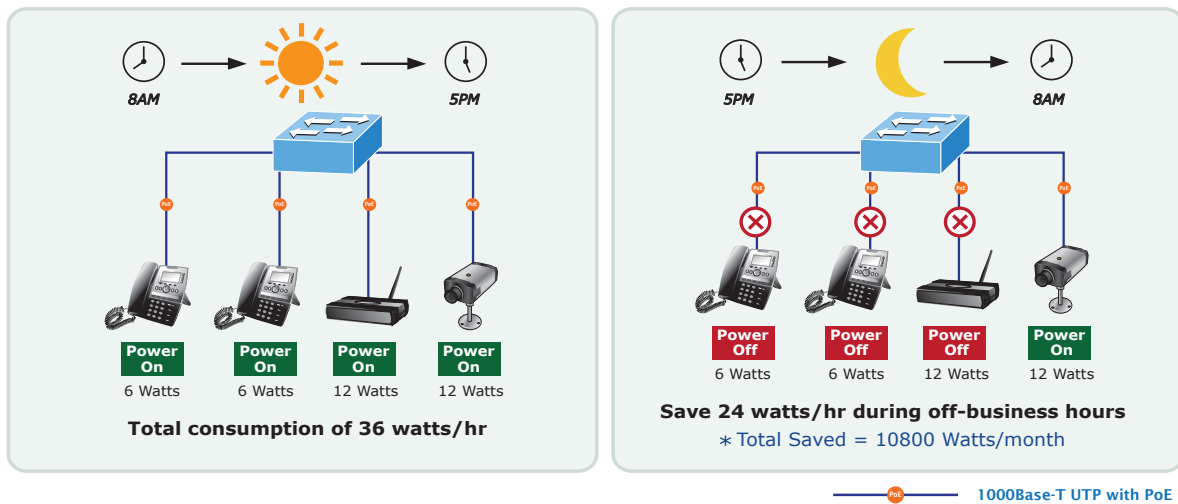 8AM
5PM
PoE
PoE
PoE
PoE
Power
On
Power
On
Power
On
Power
On
6 Watts
6 Watts
12 Watts
12 Watts
Total consumption of 36 watts/hr
5PM
8AM
PoE
PoE
PoE
PoE
Power
Off
Power
Off
Power
Off
Power
On
6 Watts
6 Watts
12 Watts
12 Watts
Save 24 watts/hr during off-business hours
* Total Saved = 10800 Watts/month
PoE
1000Base-T UTP with PoE